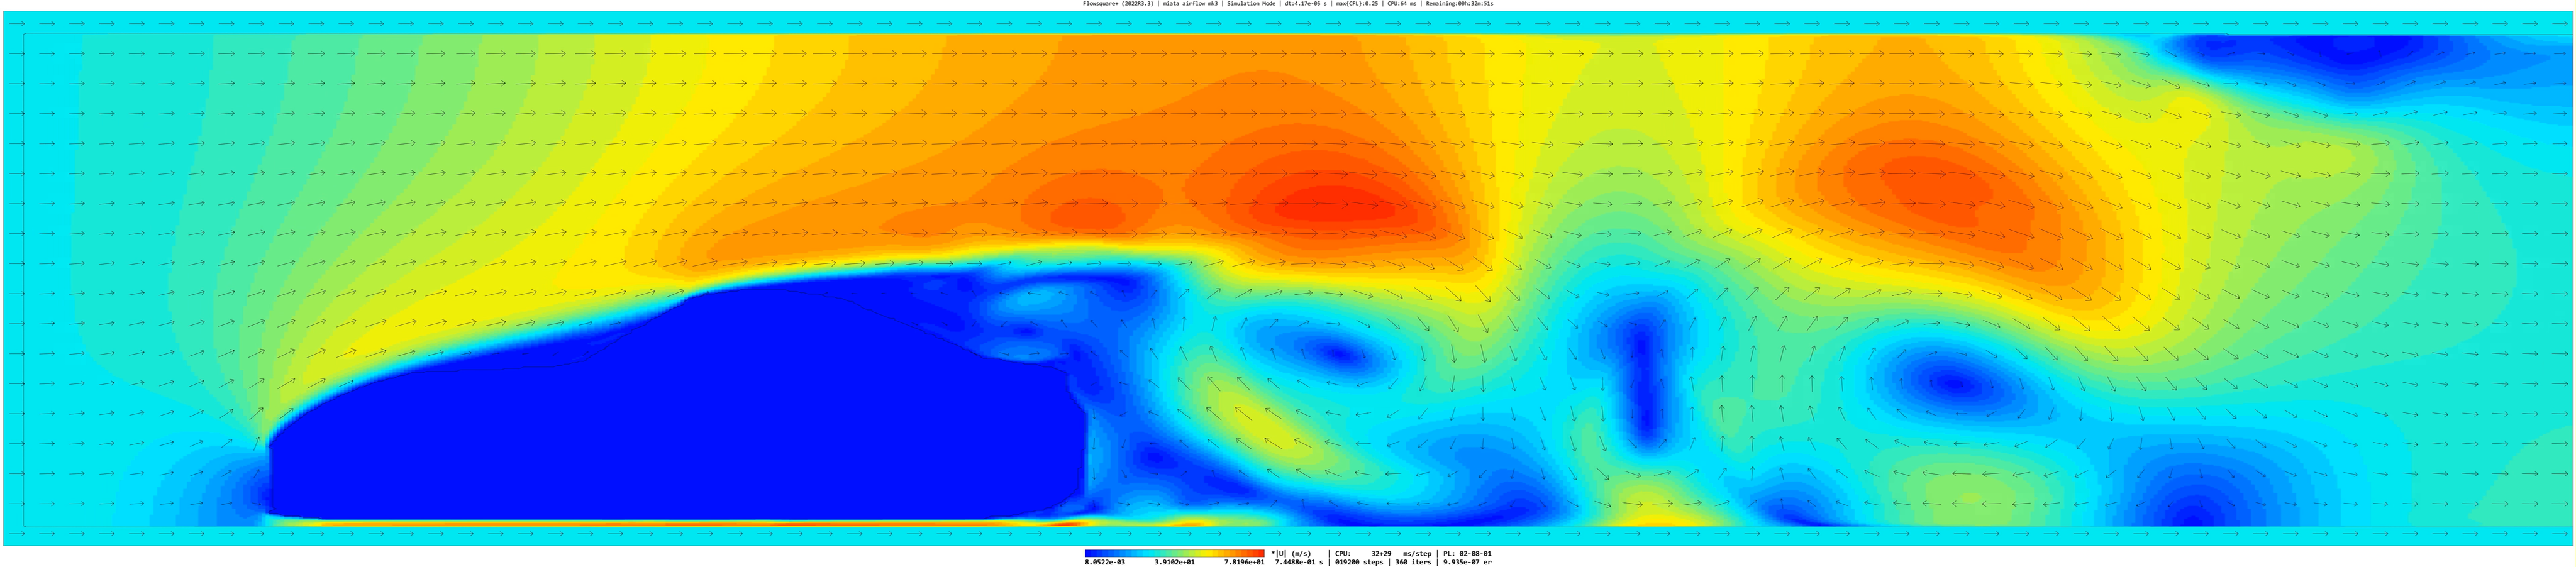 Flowsquare+ (2022R3.3) | miata airflow mk3 | Simulation Mode | dt:4.17e-05 s | max{CFL}:0.25 | CPU:64 ms | Remaining:00h:32m:51s
*|U| (m/s) | CPU: 32+29 ms/step | PL: 02-08-01
8.0522e-03 3.9102e+01 7.8196e+01 7.4488e-01 s | 019200 steps | 360 iters | 9.935e-07 er